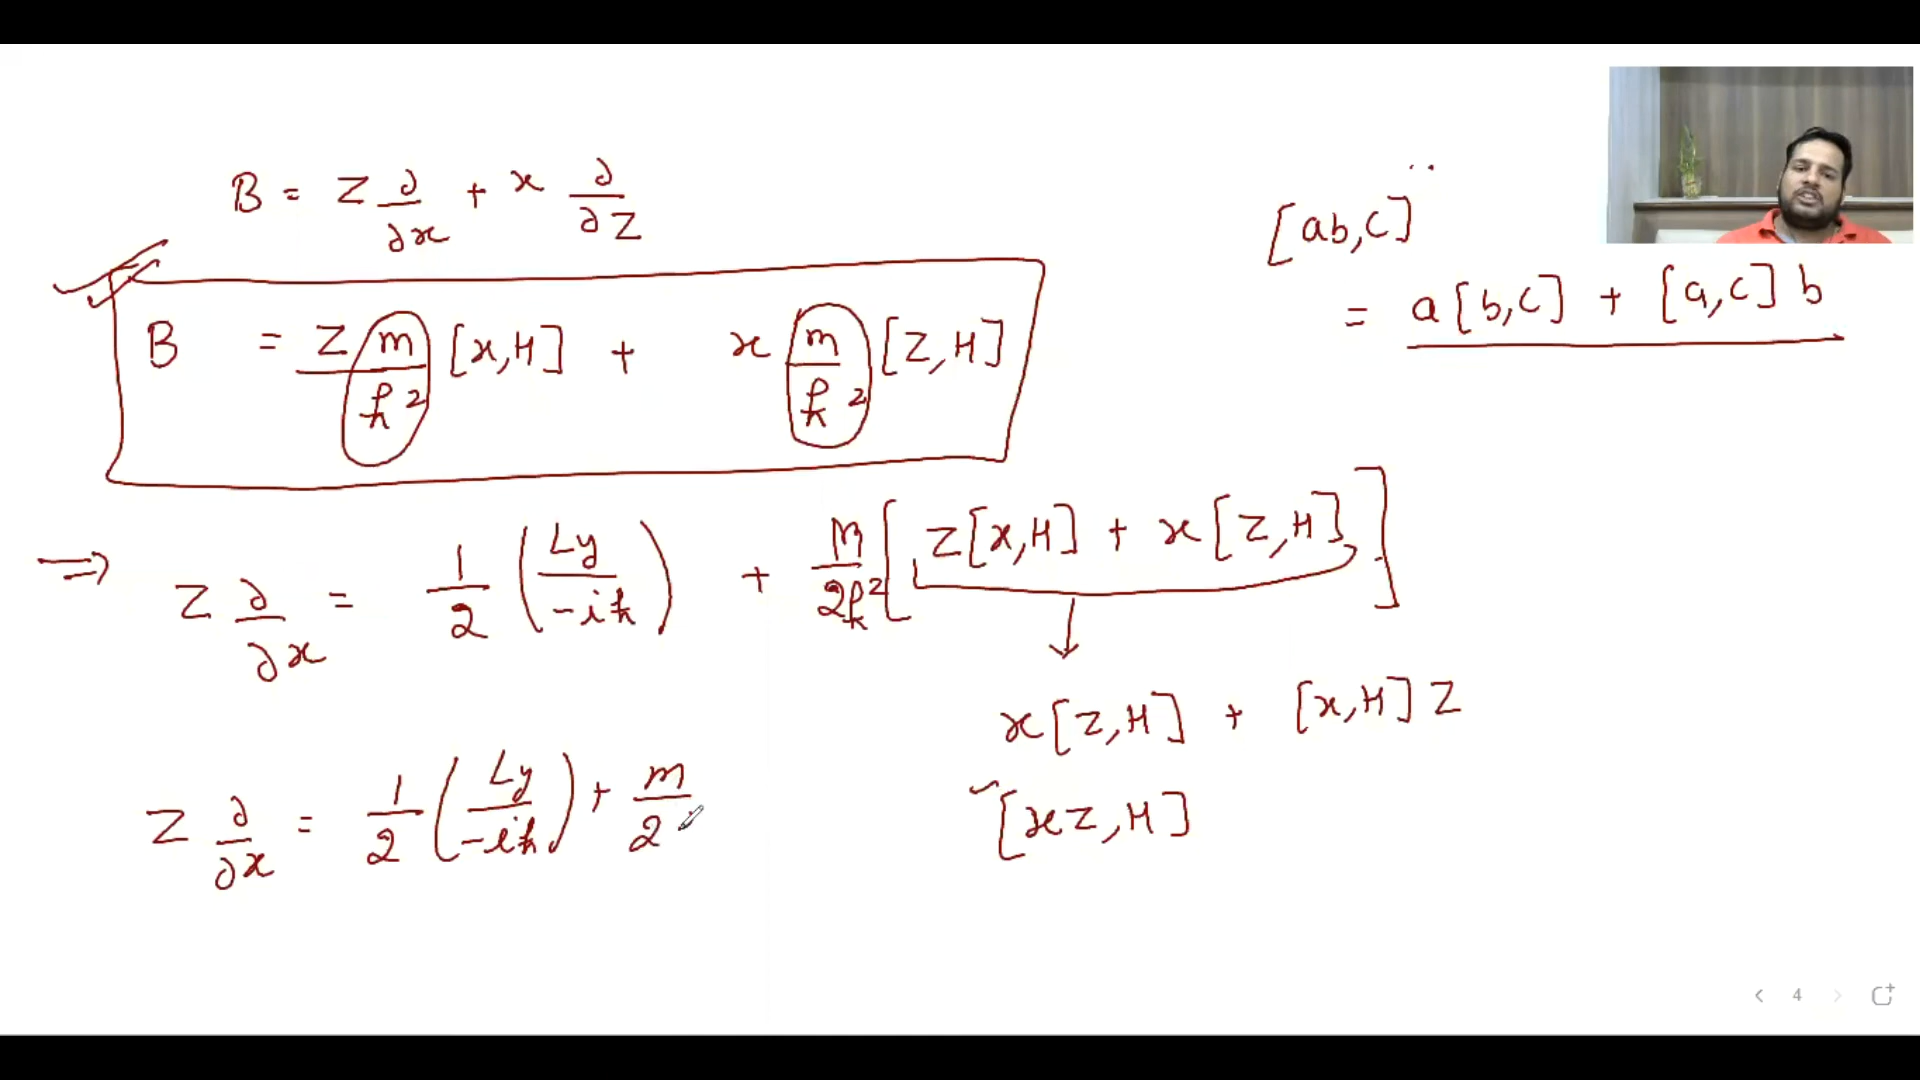 B = z ∂/∂x + x ∂/∂z
B = z m/ħ² [x,H] + x m/ħ² [z,H]
[ab,c]
= a[b,c] + [a,c] b
⇒ z ∂/∂x = 1/2 (Ly/-iħ) + m/2ħ² [z[x,H] + x[z,H]]
x[z,H] + [x,H] z
[xz,H]
z ∂/∂x = 1/2 (Ly/-iħ) + m/2
4